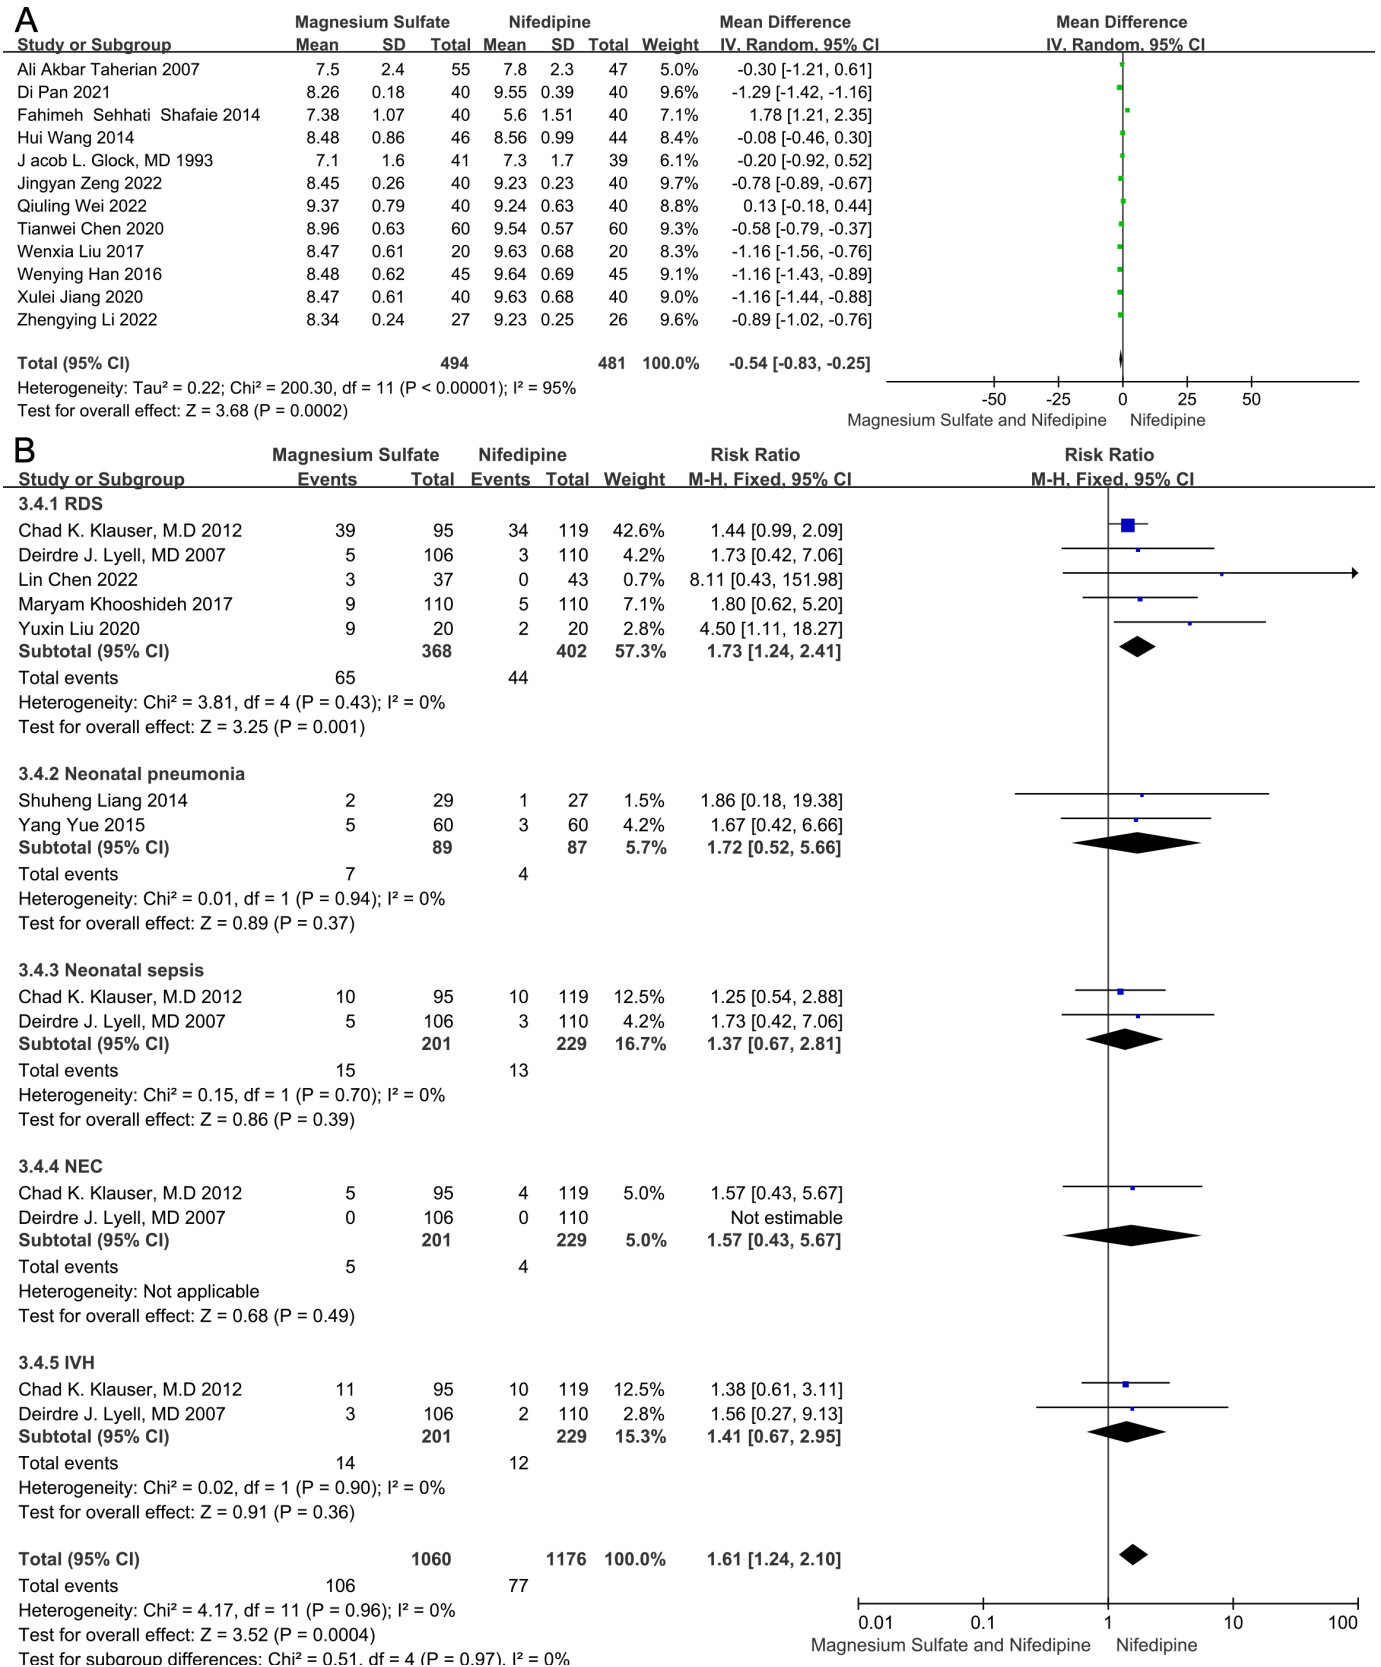 A
Magnesium Sulfate Nifedipine Mean Difference Mean Difference
Study or Subgroup Mean SD Total Mean SD Total Weight IV, Random, 95% CI IV, Random, 95% CI
Ali Akbar Taherian 2007 7.5 2.4 55 7.8 2.3 47 5.0% -0.30 [-1.21, 0.61]
Di Pan 2021 8.26 0.18 40 9.55 0.39 40 9.6% -1.29 [-1.42, -1.16]
Fahimeh Sehhati Shafaie 2014 7.38 1.07 40 5.6 1.51 40 7.1% 1.78 [1.21, 2.35]
Hui Wang 2014 8.48 0.86 46 8.56 0.99 44 8.4% -0.08 [-0.46, 0.30]
J acob L. Glock, MD 1993 7.1 1.6 41 7.3 1.7 39 6.1% -0.20 [-0.92, 0.52]
Jingyan Zeng 2022 8.45 0.26 40 9.23 0.23 40 9.7% -0.78 [-0.89, -0.67]
Qiuling Wei 2022 9.37 0.79 40 9.24 0.63 40 8.8% 0.13 [-0.18, 0.44]
Tianwei Chen 2020 8.96 0.63 60 9.54 0.57 60 9.3% -0.58 [-0.79, -0.37]
Wenxia Liu 2017 8.47 0.61 20 9.63 0.68 20 8.3% -1.16 [-1.56, -0.76]
Wenying Han 2016 8.48 0.62 45 9.64 0.69 45 9.1% -1.16 [-1.43, -0.89]
Xulei Jiang 2020 8.47 0.61 40 9.63 0.68 40 9.0% -1.16 [-1.44, -0.88]
Zhengying Li 2022 8.34 0.24 27 9.23 0.25 26 9.6% -0.89 [-1.02, -0.76]
Total (95% CI) 494 481 100.0% -0.54 [-0.83, -0.25]
Heterogeneity: Tau² = 0.22; Chi² = 200.30, df = 11 (P < 0.00001); I² = 95%
Test for overall effect: Z = 3.68 (P = 0.0002)
-50 -25 0 25 50
Magnesium Sulfate and Nifedipine Nifedipine
B
Magnesium Sulfate Nifedipine Risk Ratio Risk Ratio
Study or Subgroup Events Total Events Total Weight M-H, Fixed, 95% CI M-H, Fixed, 95% CI
3.4.1 RDS
Chad K. Klauser, M.D 2012 39 95 34 119 42.6% 1.44 [0.99, 2.09]
Deirdre J. Lyell, MD 2007 5 106 3 110 4.2% 1.73 [0.42, 7.06]
Lin Chen 2022 3 37 0 43 0.7% 8.11 [0.43, 151.98]
Maryam Khooshideh 2017 9 110 5 110 7.1% 1.80 [0.62, 5.20]
Yuxin Liu 2020 9 20 2 20 2.8% 4.50 [1.11, 18.27]
Subtotal (95% CI) 368 402 57.3% 1.73 [1.24, 2.41]
Total events 65 44
Heterogeneity: Chi² = 3.81, df = 4 (P = 0.43); I² = 0%
Test for overall effect: Z = 3.25 (P = 0.001)
3.4.2 Neonatal pneumonia
Shuheng Liang 2014 2 29 1 27 1.5% 1.86 [0.18, 19.38]
Yang Yue 2015 5 60 3 60 4.2% 1.67 [0.42, 6.66]
Subtotal (95% CI) 89 87 5.7% 1.72 [0.52, 5.66]
Total events 7 4
Heterogeneity: Chi² = 0.01, df = 1 (P = 0.94); I² = 0%
Test for overall effect: Z = 0.89 (P = 0.37)
3.4.3 Neonatal sepsis
Chad K. Klauser, M.D 2012 10 95 10 119 12.5% 1.25 [0.54, 2.88]
Deirdre J. Lyell, MD 2007 5 106 3 110 4.2% 1.73 [0.42, 7.06]
Subtotal (95% CI) 201 229 16.7% 1.37 [0.67, 2.81]
Total events 15 13
Heterogeneity: Chi² = 0.15, df = 1 (P = 0.70); I² = 0%
Test for overall effect: Z = 0.86 (P = 0.39)
3.4.4 NEC
Chad K. Klauser, M.D 2012 5 95 4 119 5.0% 1.57 [0.43, 5.67]
Deirdre J. Lyell, MD 2007 0 106 0 110 Not estimable
Subtotal (95% CI) 201 229 5.0% 1.57 [0.43, 5.67]
Total events 5 4
Heterogeneity: Not applicable
Test for overall effect: Z = 0.68 (P = 0.49)
3.4.5 IVH
Chad K. Klauser, M.D 2012 11 95 10 119 12.5% 1.38 [0.61, 3.11]
Deirdre J. Lyell, MD 2007 3 106 2 110 2.8% 1.56 [0.27, 9.13]
Subtotal (95% CI) 201 229 15.3% 1.41 [0.67, 2.95]
Total events 14 12
Heterogeneity: Chi² = 0.02, df = 1 (P = 0.90); I² = 0%
Test for overall effect: Z = 0.91 (P = 0.36)
Total (95% CI) 1060 1176 100.0% 1.61 [1.24, 2.10]
Total events 106 77
Heterogeneity: Chi² = 4.17, df = 11 (P = 0.96); I² = 0%
Test for overall effect: Z = 3.52 (P = 0.0004)
Test for subgroup differences: Chi² = 0.51, df = 4 (P = 0.97), I² = 0%
0.01 0.1 1 10 100
Magnesium Sulfate and Nifedipine Nifedipine